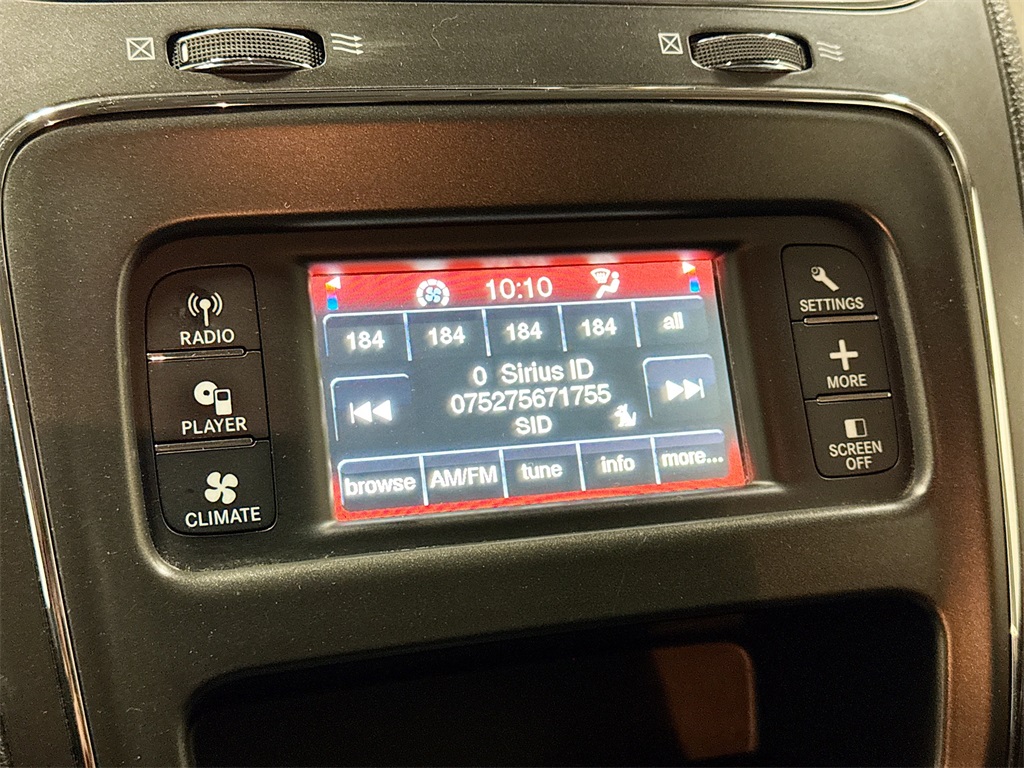 10:10
184 184 184 184 all
0 Sirius ID
075275671755
SID
browse AM/FM tune info more...
RADIO
PLAYER
CLIMATE
SETTINGS
MORE
SCREEN
OFF